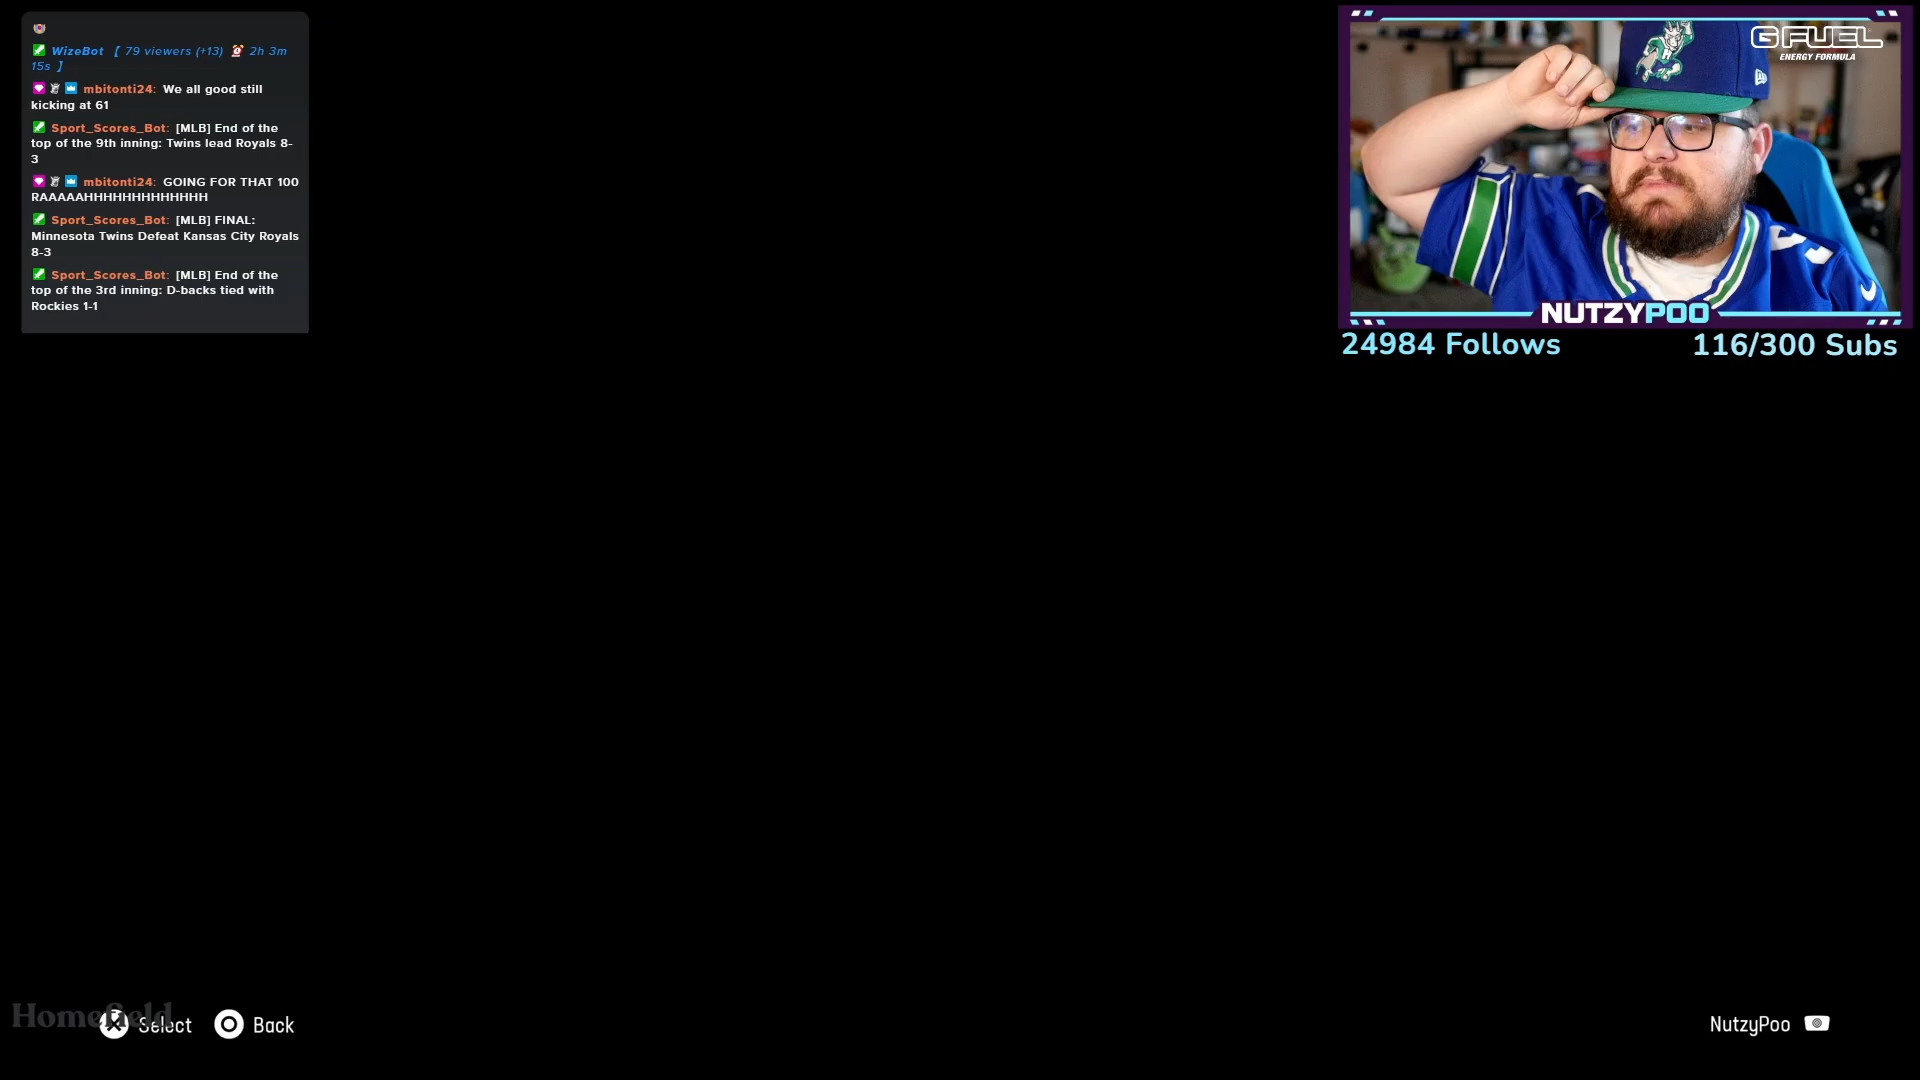 WizeBot 【 79 viewers (+13) 2h 3m
15s 】
mbitonti24: We all good still
kicking at 61
Sport_Scores_Bot: [MLB] End of the
top of the 9th inning: Twins lead Royals 8-
3
mbitonti24: GOING FOR THAT 100
RAAAAAHHHHHHHHHHHHH
Sport_Scores_Bot: [MLB] FINAL:
Minnesota Twins Defeat Kansas City Royals
8-3
Sport_Scores_Bot: [MLB] End of the
top of the 3rd inning: D-backs tied with
Rockies 1-1
G FUEL
ENERGY FORMULA
NUTZYPOO
24984 Follows
116/300 Subs
Homefield
Select
Back
NutzyPoo